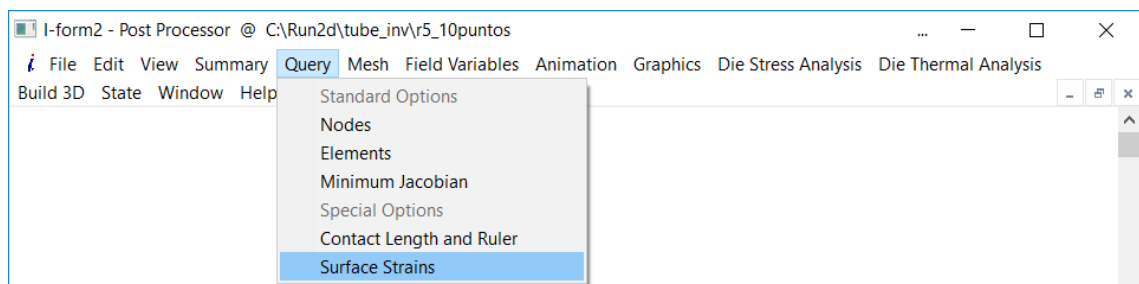 I-form2 - Post Processor @ C:\Run2d\tube_inv\r5_10puntos
i File Edit View Summary Query Mesh Field Variables Animation Graphics Die Stress Analysis Die Thermal Analysis
Build 3D State Window Help
Standard Options
Nodes
Elements
Minimum Jacobian
Special Options
Contact Length and Ruler
Surface Strains